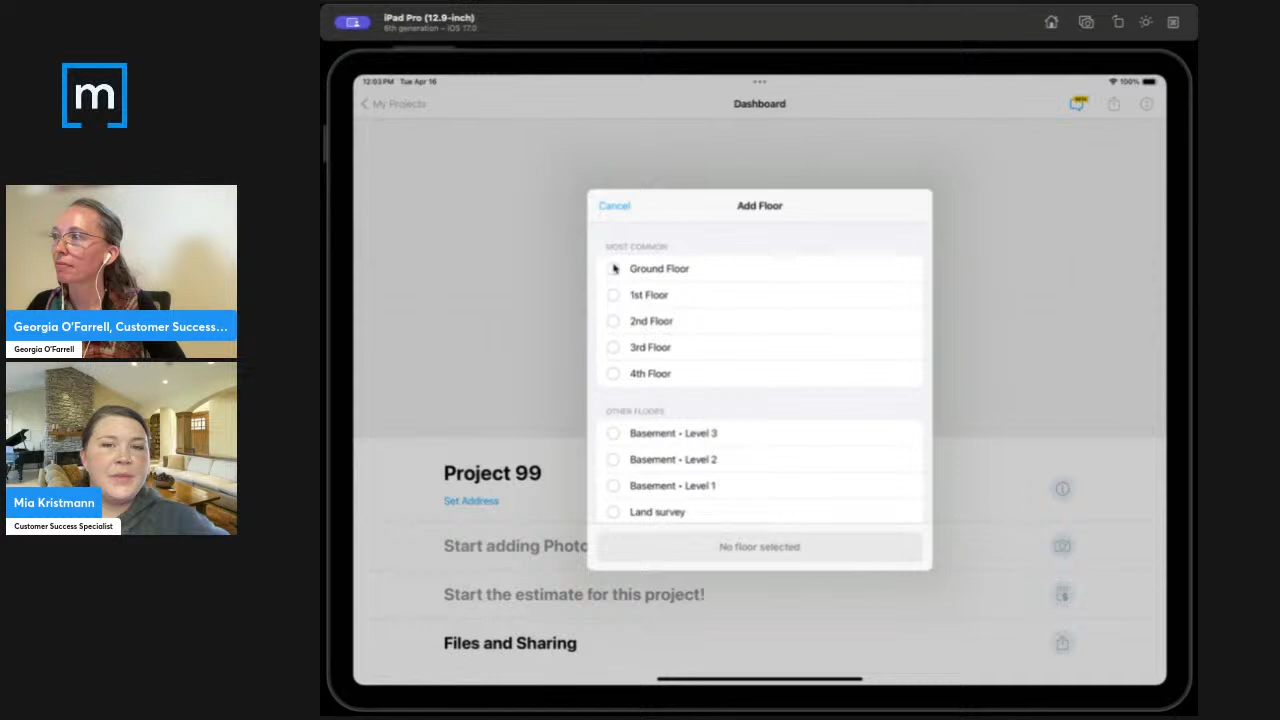 iPad Pro (12.9-inch)
6th generation – iOS 17.0
m
12:03 PM Tue Apr 16
100%
My Projects
Dashboard
BETA
Cancel
Add Floor
MOST COMMON
Ground Floor
1st Floor
2nd Floor
3rd Floor
4th Floor
OTHER FLOORS
Basement • Level 3
Basement • Level 2
Basement • Level 1
Land survey
No floor selected
Project 99
Set Address
Start adding Photo
Start the estimate for this project!
Files and Sharing
Georgia O'Farrell, Customer Success...
Georgia O'Farrell
Mia Kristmann
Customer Success Specialist